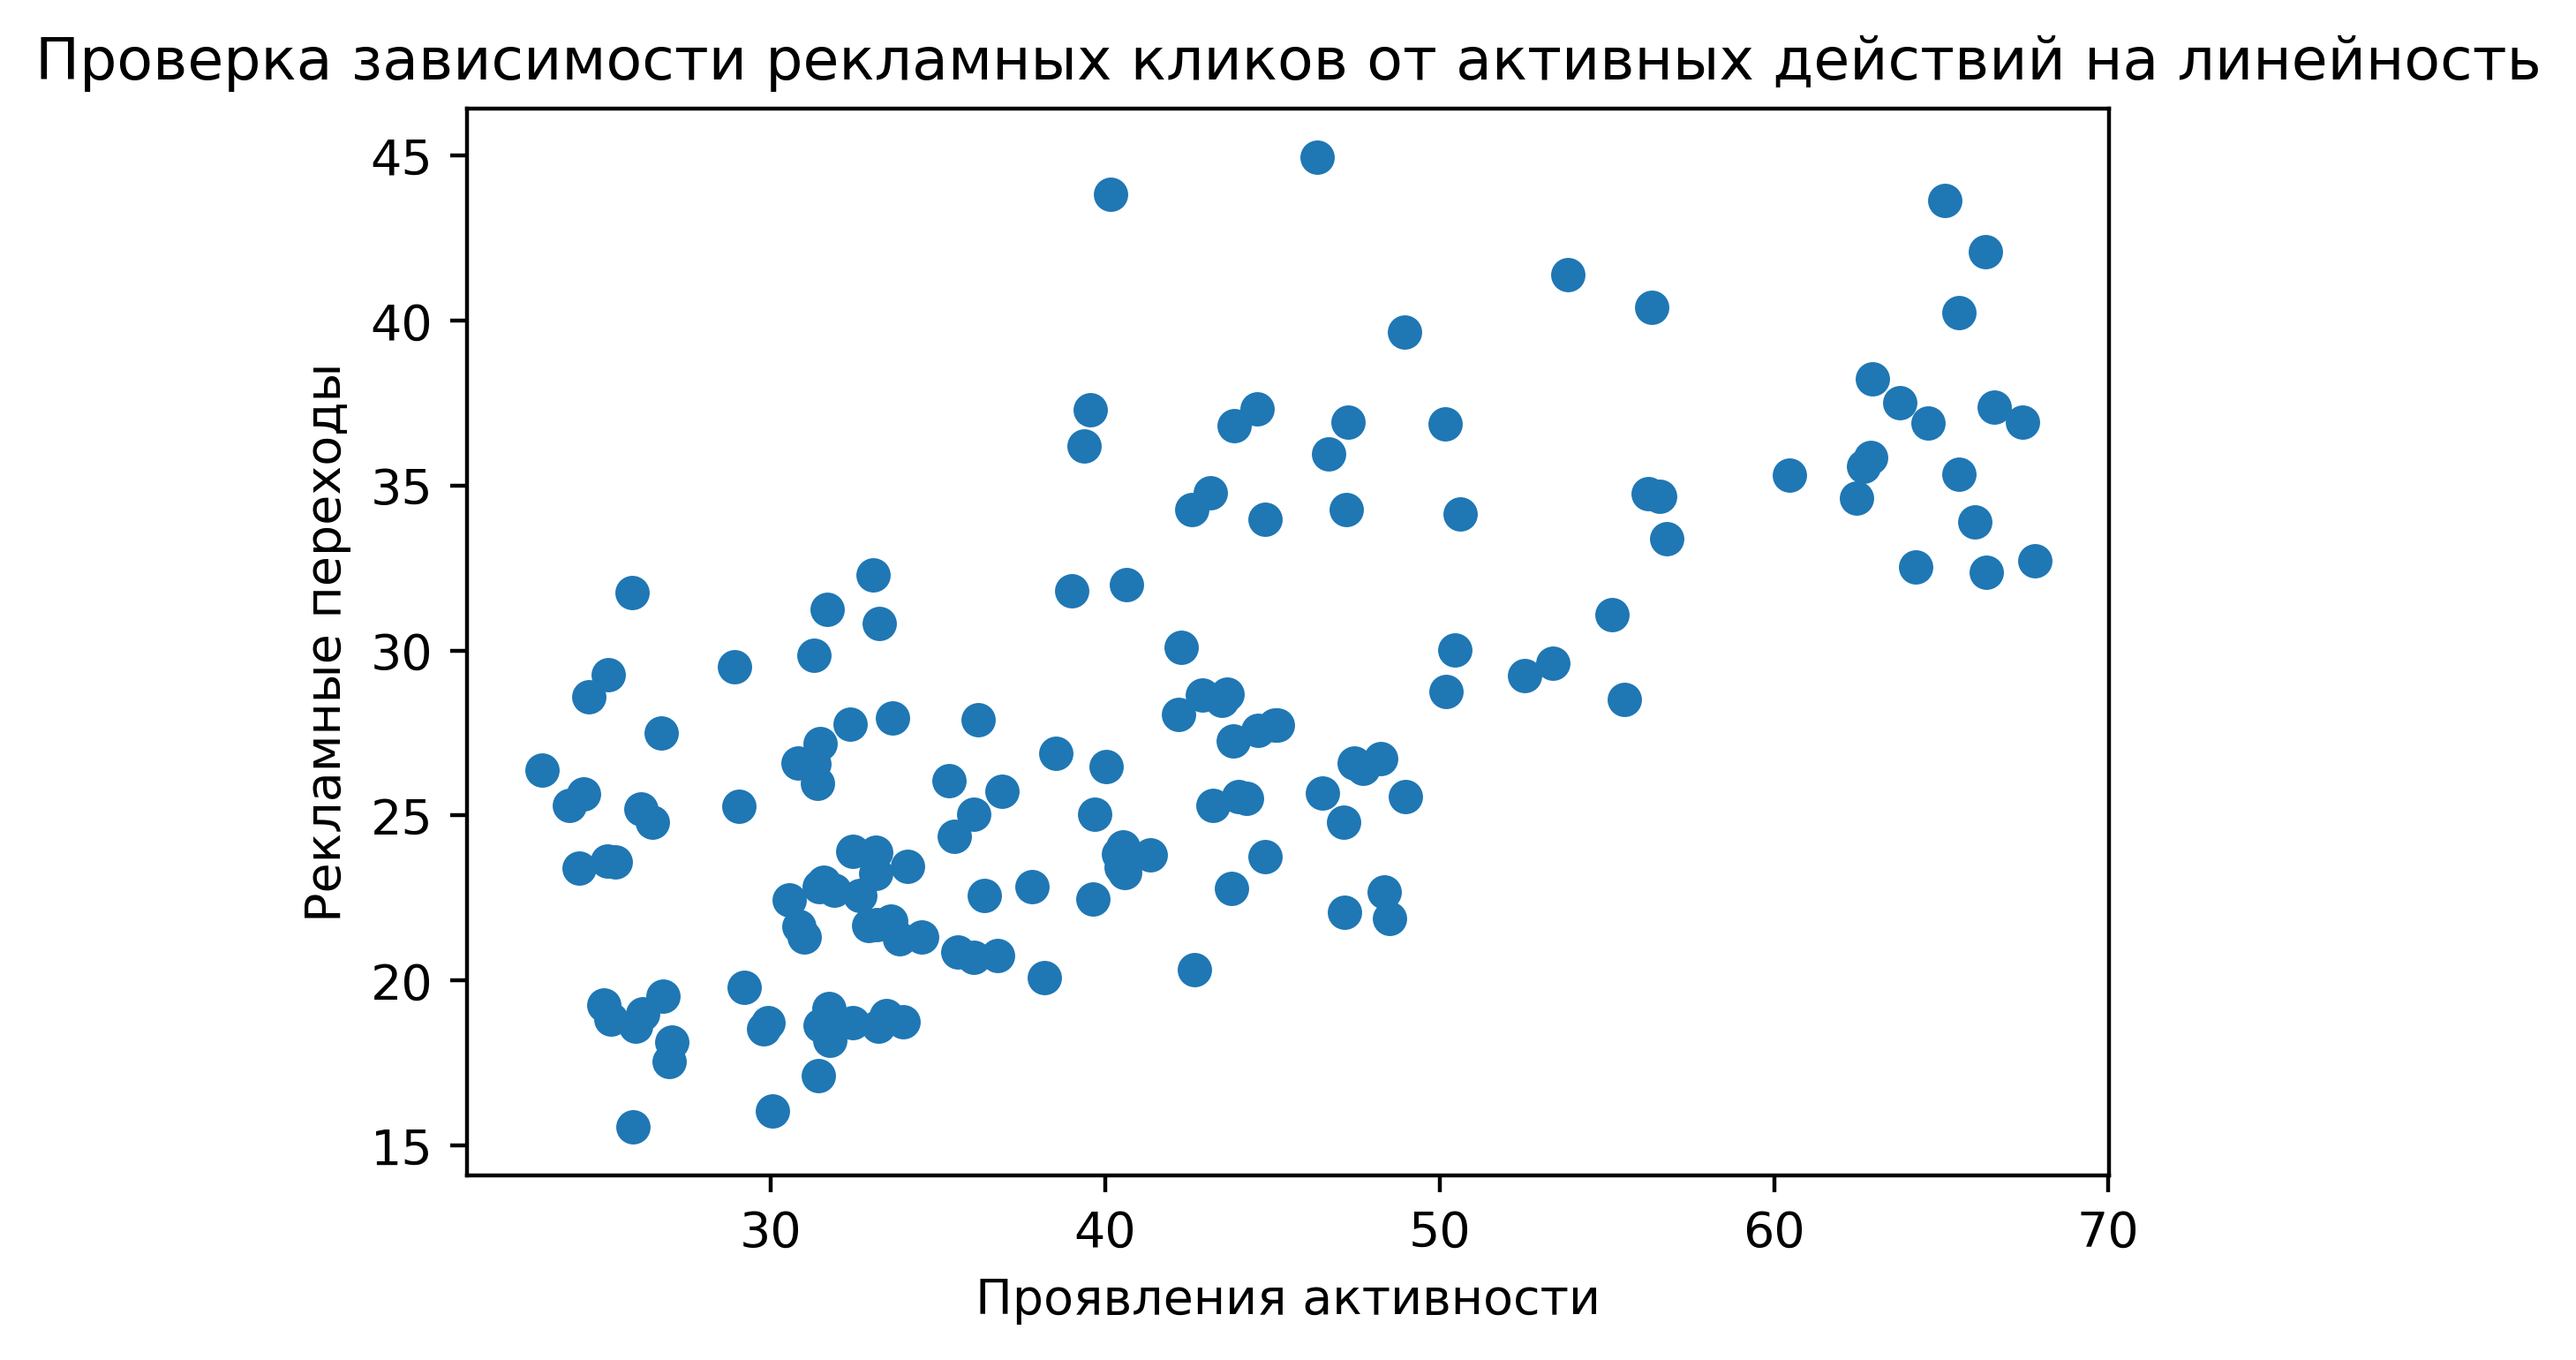 Проверка зависимости рекламных кликов от активных действий на линейность
45
40
35
30
25
20
15
Рекламные переходы
30 40 50 60 70
Проявления активности